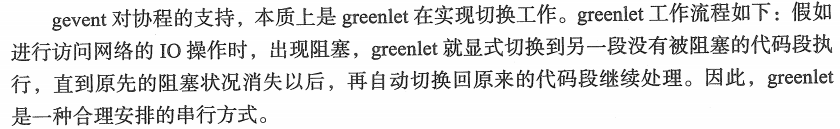 gevent 对协程的支持，本质上是 greenlet 在实现切换工作。greenlet 工作流程如下：假如
进行访问网络的 IO 操作时，出现阻塞，greenlet 就显式切换到另一段没有被阻塞的代码段执
行，直到原先的阻塞状况消失以后，再自动切换回原来的代码段继续处理。因此，greenlet
是一种合理安排的串行方式。